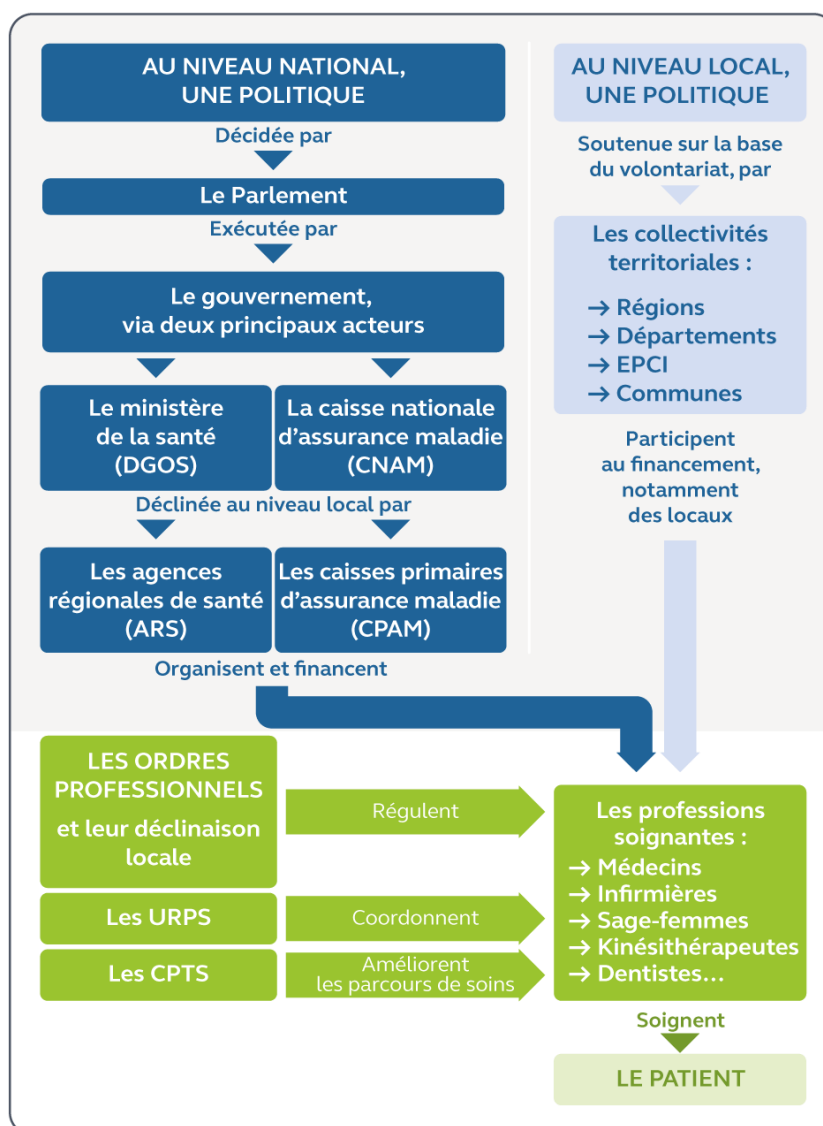 AU NIVEAU NATIONAL,
UNE POLITIQUE
Décidée par
Le Parlement
Exécutée par
Le gouvernement,
via deux principaux acteurs
Le ministère
de la santé
(DGOS)
La caisse nationale
d’assurance maladie
(CNAM)
Déclinée au niveau local par
Les agences
régionales de santé
(ARS)
Les caisses primaires
d’assurance maladie
(CPAM)
Organisent et financent
AU NIVEAU LOCAL,
UNE POLITIQUE
Soutenue sur la base
du volontariat, par
Les collectivités
territoriales :
→ Régions
→ Départements
→ EPCI
→ Communes
Participent
au financement,
notamment
des locaux
LES ORDRES
PROFESSIONNELS
et leur déclinaison
locale
Régulent
Les URPS
Coordonnent
Les CPTS
Améliorent
les parcours de soins
Les professions
soignantes :
→ Médecins
→ Infirmières
→ Sage-femmes
→ Kinésithérapeutes
→ Dentistes...
Soignent
LE PATIENT